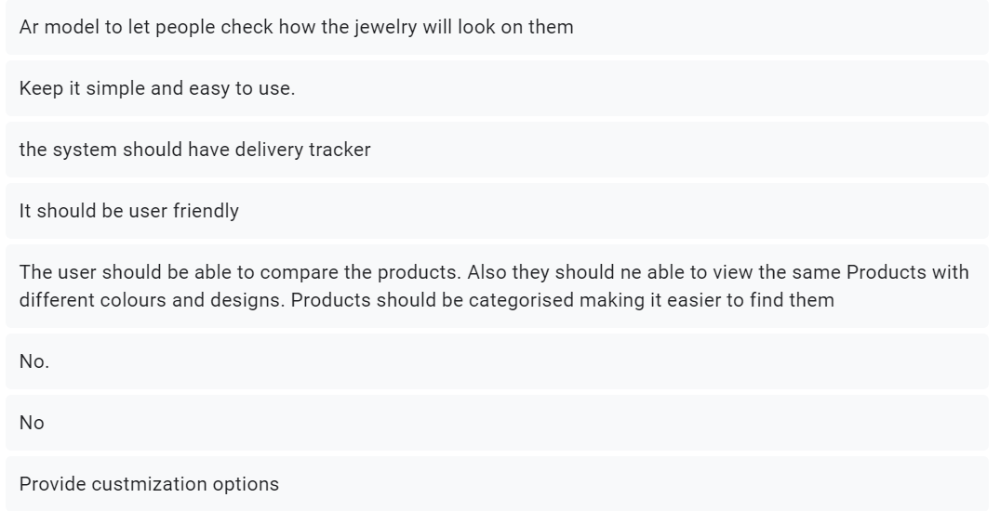 Ar model to let people check how the jewelry will look on them
Keep it simple and easy to use.
the system should have delivery tracker
It should be user friendly
The user should be able to compare the products. Also they should ne able to view the same Products with
different colours and designs. Products should be categorised making it easier to find them
No.
No
Provide custmization options